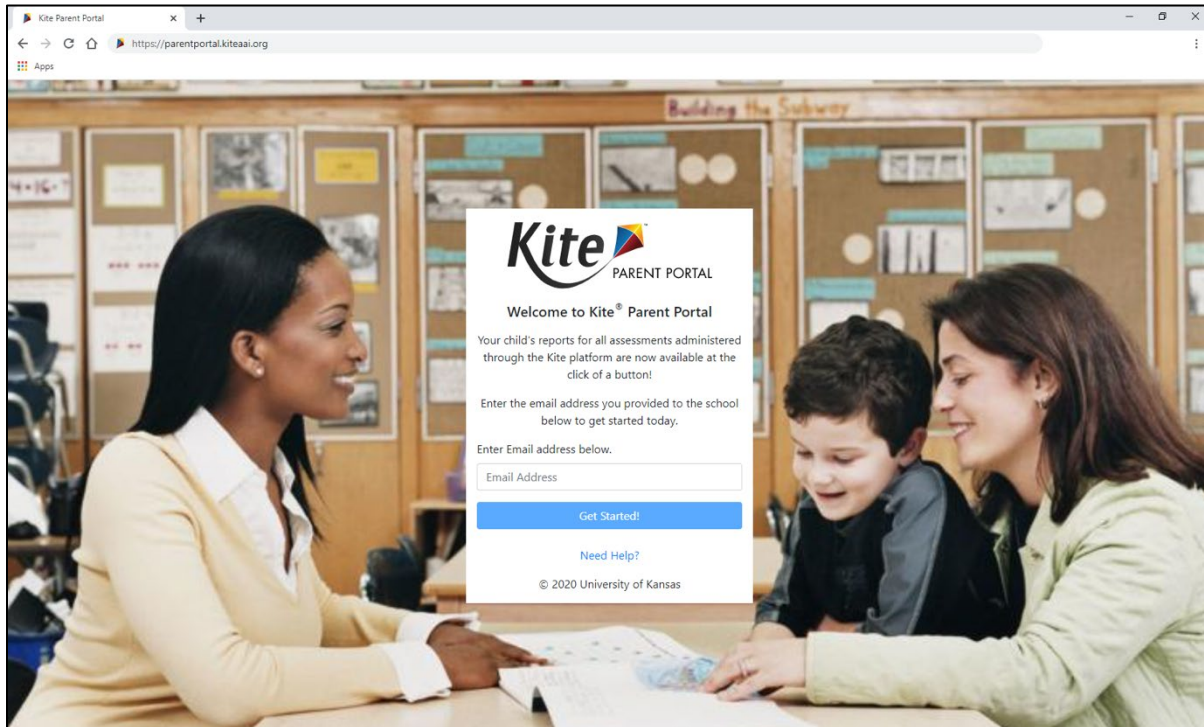 Kite Parent Portal
https://parentportal.kiteaai.org
Apps
Building the Subway
4•16•
Kite™
PARENT PORTAL
Welcome to Kite® Parent Portal
Your child's reports for all assessments administered
through the Kite platform are now available at the
click of a button!
Enter the email address you provided to the school
below to get started today.
Enter Email address below.
Email Address
Get Started!
Need Help?
© 2020 University of Kansas